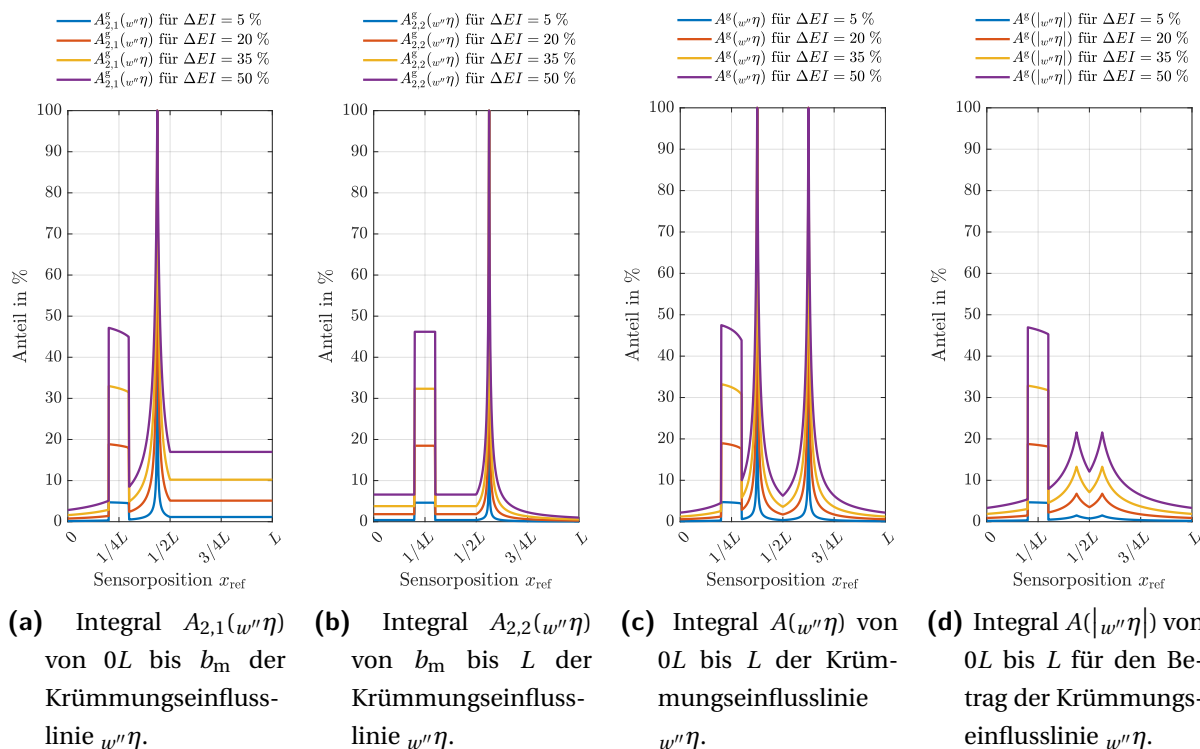 A^g_{2,1}(_{w″}η) für ΔEI = 5 %
A^g_{2,1}(_{w″}η) für ΔEI = 20 %
A^g_{2,1}(_{w″}η) für ΔEI = 35 %
A^g_{2,1}(_{w″}η) für ΔEI = 50 %
100
90
80
70
60
50
40
30
20
10
0
Anteil in %
0
1/4L
1/2L
3/4L
L
Sensorposition x_ref
(a) Integral A_{2,1}(_{w″}η)
von 0L bis b_m der
Krümmungseinfluss-
linie _{w″}η.
A^g_{2,2}(_{w″}η) für ΔEI = 5 %
A^g_{2,2}(_{w″}η) für ΔEI = 20 %
A^g_{2,2}(_{w″}η) für ΔEI = 35 %
A^g_{2,2}(_{w″}η) für ΔEI = 50 %
100
90
80
70
60
50
40
30
20
10
0
Anteil in %
0
1/4L
1/2L
3/4L
L
Sensorposition x_ref
(b) Integral A_{2,2}(_{w″}η)
von b_m bis L der
Krümmungseinfluss-
linie _{w″}η.
A^g(_{w″}η) für ΔEI = 5 %
A^g(_{w″}η) für ΔEI = 20 %
A^g(_{w″}η) für ΔEI = 35 %
A^g(_{w″}η) für ΔEI = 50 %
100
90
80
70
60
50
40
30
20
10
0
Anteil in %
0
1/4L
1/2L
3/4L
L
Sensorposition x_ref
(c) Integral A(_{w″}η) von
0L bis L der Krüm-
mungseinflusslinie
_{w″}η.
A^g(|_{w″}η|) für ΔEI = 5 %
A^g(|_{w″}η|) für ΔEI = 20 %
A^g(|_{w″}η|) für ΔEI = 35 %
A^g(|_{w″}η|) für ΔEI = 50 %
100
90
80
70
60
50
40
30
20
10
0
Anteil in %
0
1/4L
1/2L
3/4L
L
Sensorposition x_ref
(d) Integral A(|_{w″}η|) von
0L bis L für den Be-
trag der Krümmungs-
einflusslinie _{w″}η.